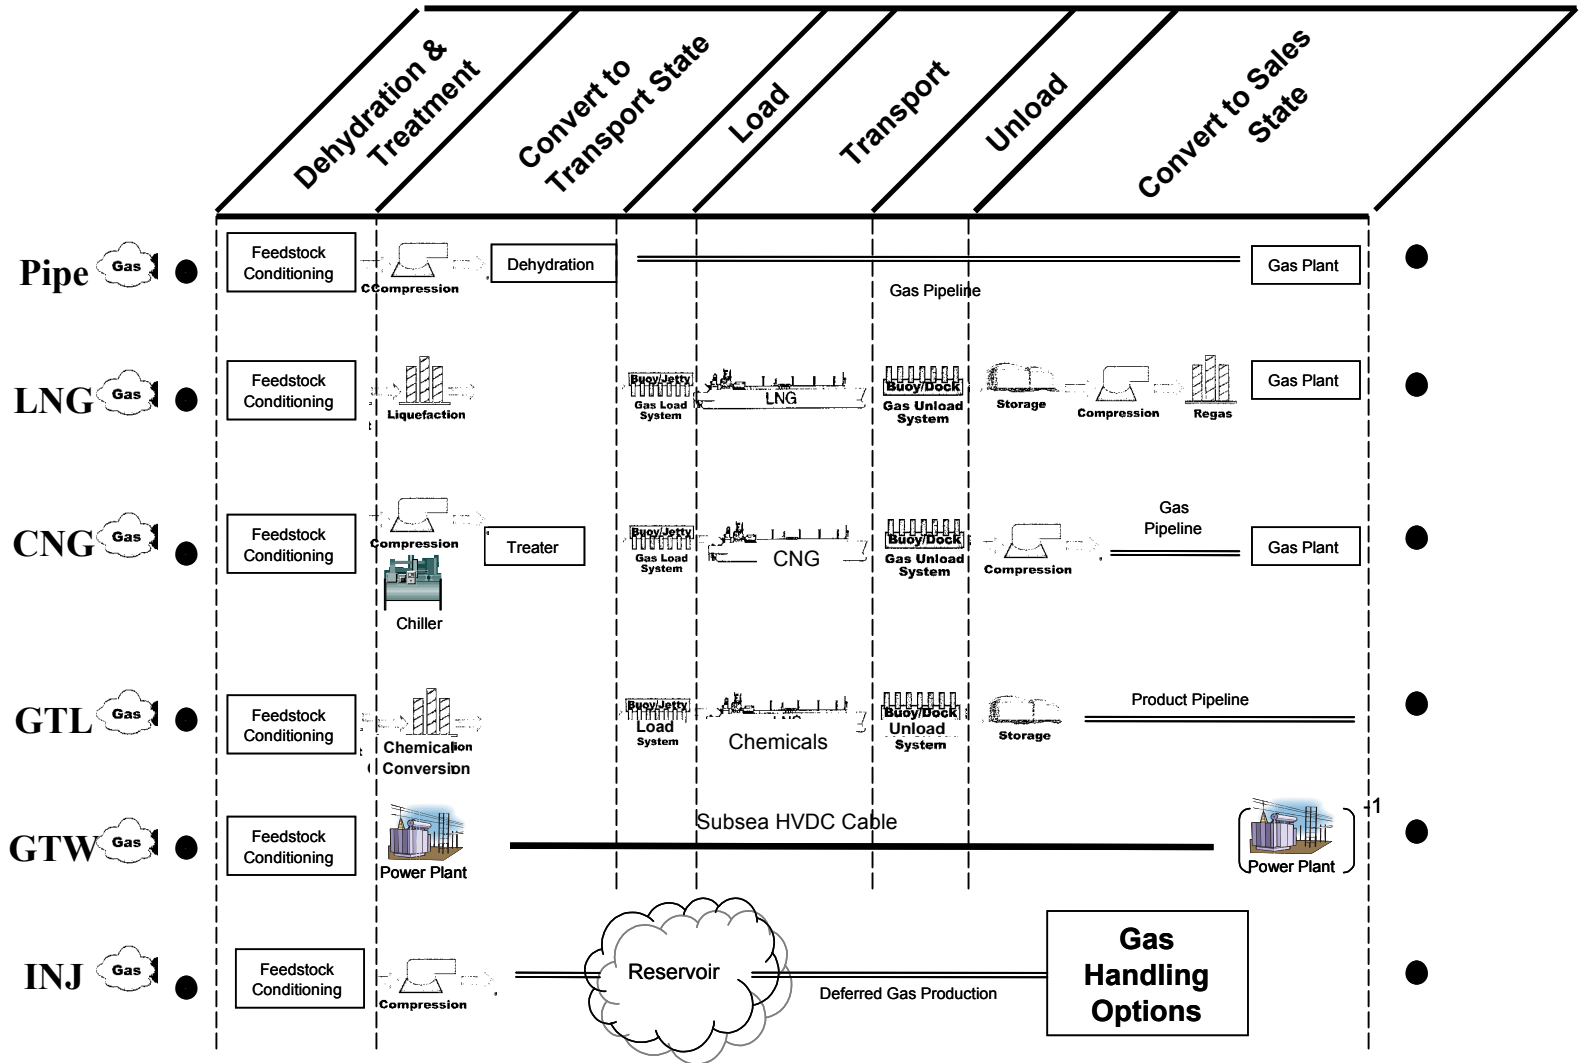 Dehydration &
Treatment
Convert to
Transport State
Load
Transport
Unload
Convert to Sales
State
Pipe
Gas
Feedstock
Conditioning
CCompression
Dehydration
Gas Pipeline
Gas Plant
LNG
Gas
Feedstock
Conditioning
Liquefaction
Buoy/Jetty
Gas Load
System
LNG
Buoy/Dock
Gas Unload
System
Storage
Compression
Regas
Gas Plant
CNG
Gas
Feedstock
Conditioning
Compression
Chiller
Treater
Buoy/Jetty
Gas Load
System
CNG
Buoy/Dock
Gas Unload
System
Compression
Gas
Pipeline
Gas Plant
GTL
Gas
Feedstock
Conditioning
Chemical
Conversion
Buoy/Jetty
Load
System
Chemicals
Buoy/Dock
Unload
System
Storage
Product Pipeline
GTW
Gas
Feedstock
Conditioning
Power Plant
Subsea HVDC Cable
Power Plant
-1
INJ
Gas
Feedstock
Conditioning
Compression
Reservoir
Deferred Gas Production
Gas
Handling
Options